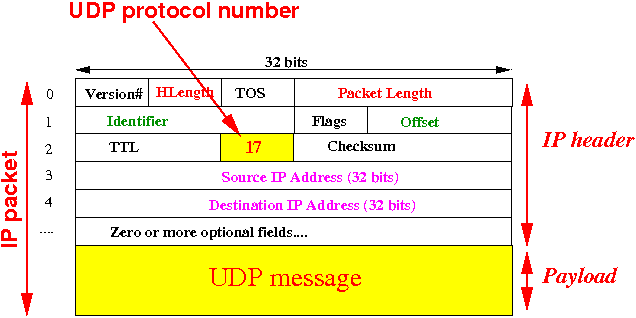 UDP protocol number
32 bits
0 Version# HLength TOS Packet Length
1 Identifier Flags Offset
2 TTL 17 Checksum
3 Source IP Address (32 bits)
4 Destination IP Address (32 bits)
.... Zero or more optional fields....
UDP message
IP packet
IP header
Payload